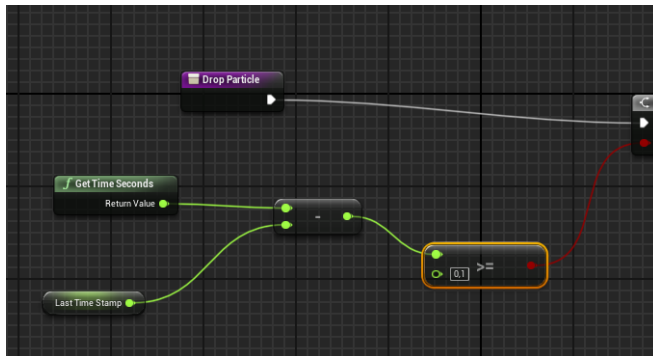 Drop Particle
Get Time Seconds
Return Value
-
0,1 >=
Last Time Stamp